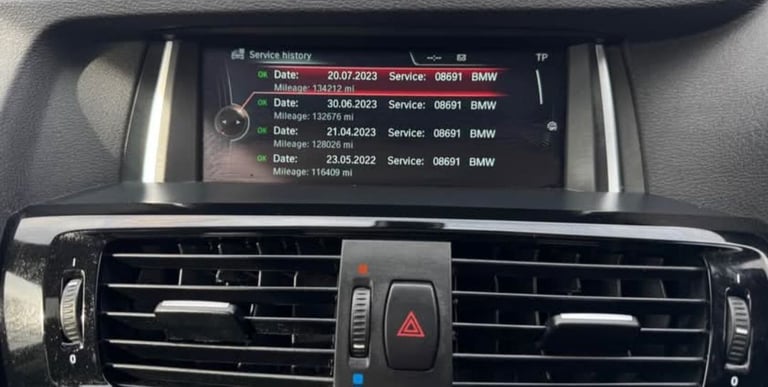 Service history
--:-- TP
OK Date: 20.07.2023 Service: 08691 BMW
Mileage: 134212 mi
OK Date: 30.06.2023 Service: 08691 BMW
Mileage: 132676 mi
OK Date: 21.04.2023 Service: 08691 BMW
Mileage: 128026 mi
OK Date: 23.05.2022 Service: 08691 BMW
Mileage: 116409 mi
I
I
0
0